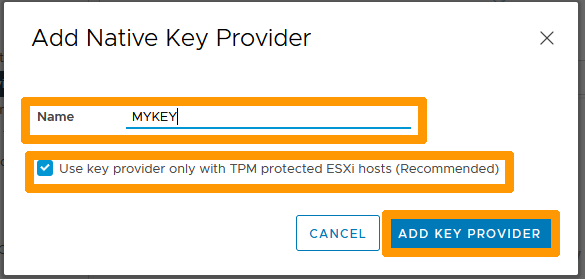 Add Native Key Provider
Name MYKEY
Use key provider only with TPM protected ESXi hosts (Recommended)
CANCEL ADD KEY PROVIDER